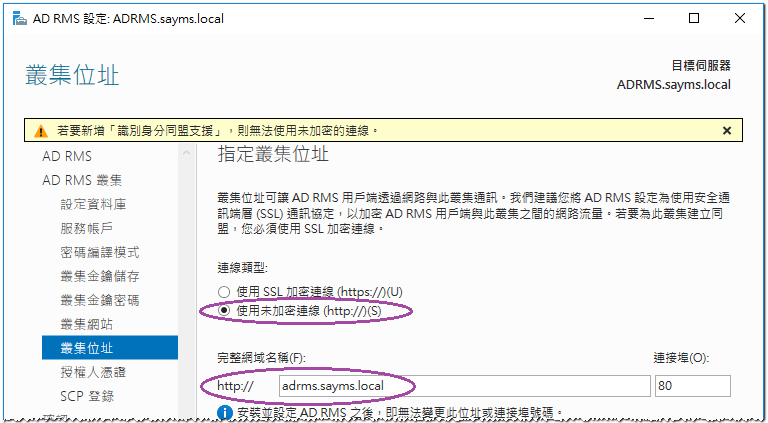 AD RMS 設定: ADRMS.sayms.local
叢集位址
目標伺服器
ADRMS.sayms.local
若要新增「識別身分同盟支援」，則無法使用未加密的連線。
AD RMS
AD RMS 叢集
設定資料庫
服務帳戶
密碼編譯模式
叢集金鑰儲存
叢集金鑰密碼
叢集網站
叢集位址
授權人憑證
SCP 登錄
確認
指定叢集位址
叢集位址可讓 AD RMS 用戶端透過網路與此叢集通訊。我們建議您將 AD RMS 設定為使用安全通
訊端層 (SSL) 通訊協定，以加密 AD RMS 用戶端與此叢集之間的網路流量。若要為此叢集建立同
盟，您必須使用 SSL 加密連線。
連線類型:
使用 SSL 加密連線 (https://)(U)
使用未加密連線 (http://)(S)
完整網域名稱(F): 連接埠(O):
http:// adrms.sayms.local 80
安裝並設定 AD RMS 之後，即無法變更此位址或連接埠號碼。